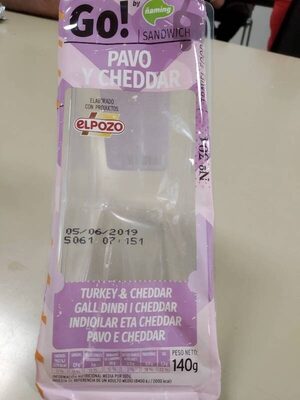 Go!
by
ñaming
SANDWICH
PAVO
Y CHEDDAR
ELABORADO
CON PRODUCTOS
ELPOZO
05/06/2019
5061 07:151
TURKEY & CHEDDAR
GALL DINDI I CHEDDAR
INDIOILAR ETA CHEDDAR
PAVO E CHEDDAR
PESO NETO:
140g